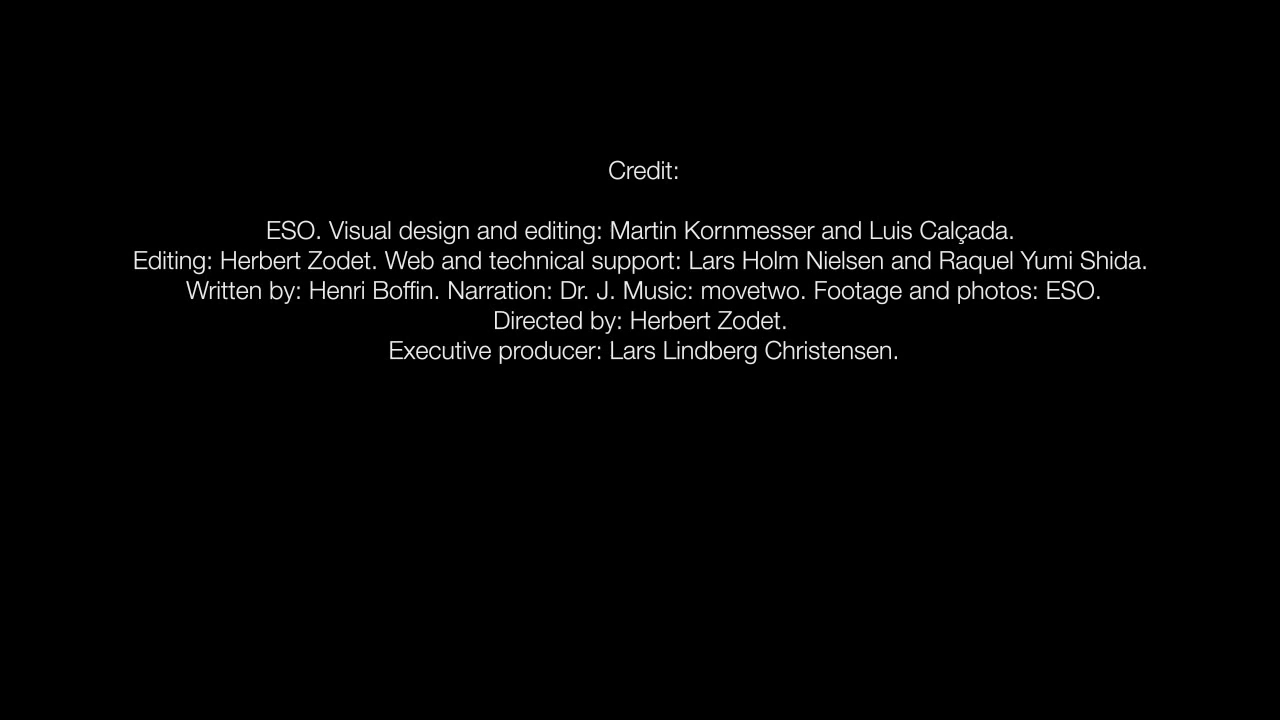 Credit:
ESO. Visual design and editing: Martin Kornmesser and Luis Calçada.
Editing: Herbert Zodet. Web and technical support: Lars Holm Nielsen and Raquel Yumi Shida.
Written by: Henri Boffin. Narration: Dr. J. Music: movetwo. Footage and photos: ESO.
Directed by: Herbert Zodet.
Executive producer: Lars Lindberg Christensen.